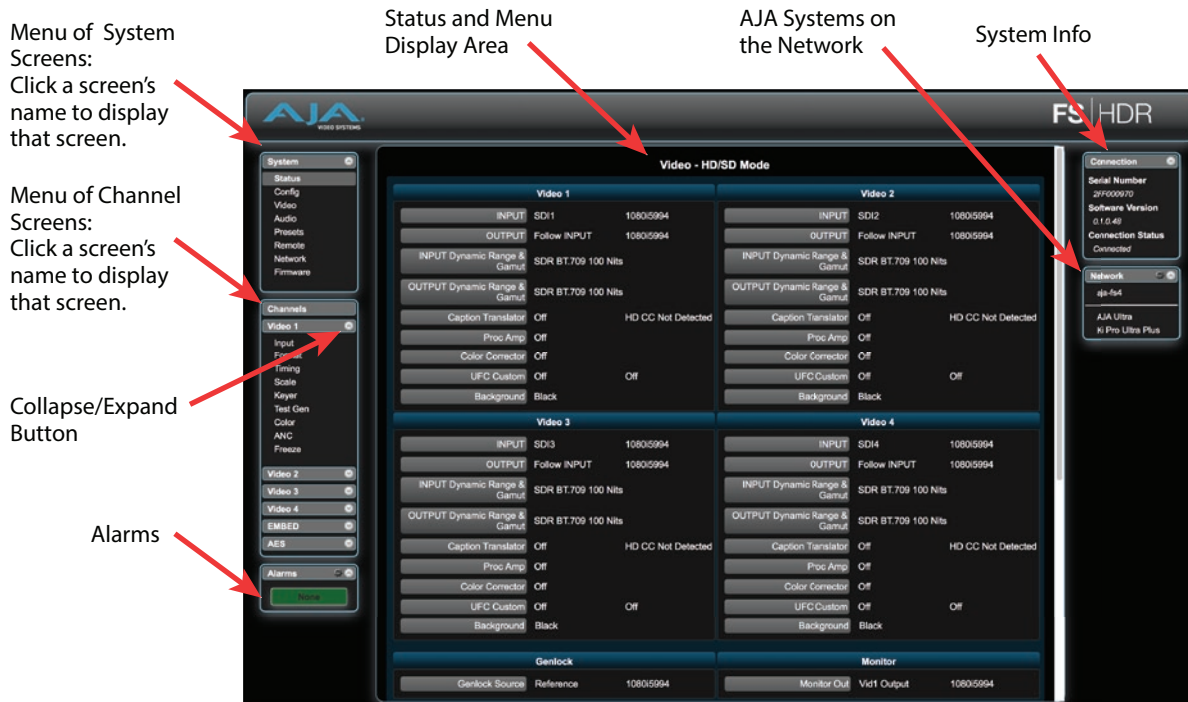 Menu of System
Screens:
Click a screen's
name to display
that screen.
Status and Menu
Display Area
AJA Systems on
the Network
System Info
Menu of Channel
Screens:
Click a screen's
name to display
that screen.
Collapse/Expand
Button
Alarms
AJA
VIDEO SYSTEMS
FS HDR
System
Status
Config
Video
Audio
Presets
Remote
Network
Firmware
Channels
Video 1
Input
Format
Timing
Scale
Keyer
Test Gen
Color
ANC
Freeze
Video 2
Video 3
Video 4
EMBED
AES
Alarms
None
Video - HD/SD Mode
Video 1
INPUT SDI1 1080i5994
OUTPUT Follow INPUT 1080i5994
INPUT Dynamic Range &
Gamut SDR BT.709 100 Nits
OUTPUT Dynamic Range &
Gamut SDR BT.709 100 Nits
Caption Translator Off HD CC Not Detected
Proc Amp Off
Color Corrector Off
UFC Custom Off Off
Background Black
Video 2
INPUT SDI2 1080i5994
OUTPUT Follow INPUT 1080i5994
INPUT Dynamic Range &
Gamut SDR BT.709 100 Nits
OUTPUT Dynamic Range &
Gamut SDR BT.709 100 Nits
Caption Translator Off HD CC Not Detected
Proc Amp Off
Color Corrector Off
UFC Custom Off Off
Background Black
Video 3
INPUT SDI3 1080i5994
OUTPUT Follow INPUT 1080i5994
INPUT Dynamic Range &
Gamut SDR BT.709 100 Nits
OUTPUT Dynamic Range &
Gamut SDR BT.709 100 Nits
Caption Translator Off HD CC Not Detected
Proc Amp Off
Color Corrector Off
UFC Custom Off Off
Background Black
Video 4
INPUT SDI4 1080i5994
OUTPUT Follow INPUT 1080i5994
INPUT Dynamic Range &
Gamut SDR BT.709 100 Nits
OUTPUT Dynamic Range &
Gamut SDR BT.709 100 Nits
Caption Translator Off HD CC Not Detected
Proc Amp Off
Color Corrector Off
UFC Custom Off Off
Background Black
Genlock
Genlock Source Reference 1080i5994
Monitor
Monitor Out Vid1 Output 1080i5994
Connection
Serial Number
2FF000970
Software Version
0.1.0.48
Connection Status
Connected
Network
aja-fs4
AJA Ultra
Ki Pro Ultra Plus